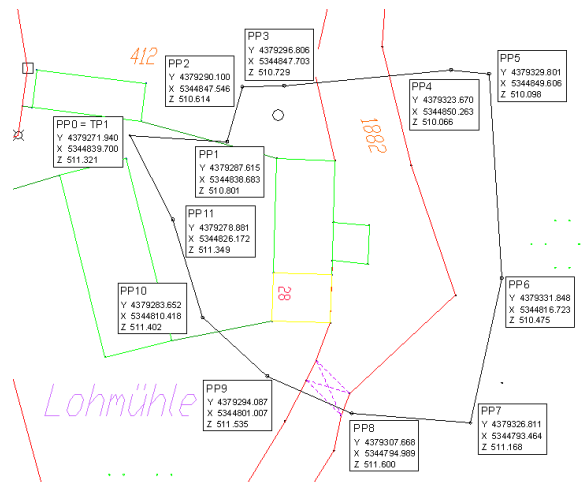 412
PP3
Y 4379296.806
X 5344847.703
Z 510.729
PP2
Y 4379290.100
X 5344847.546
Z 510.614
PP5
Y 4379329.801
X 5344849.606
Z 510.098
PP4
Y 4379323.670
X 5344850.263
Z 510.066
PP0 = TP1
Y 4379271.940
X 5344839.700
Z 511.321
1882
PP1
Y 4379287.615
X 5344838.683
Z 510.801
PP11
Y 4379278.881
X 5344826.172
Z 511.349
PP10
Y 4379283.652
X 5344810.418
Z 511.402
28
PP6
Y 4379331.848
X 5344816.723
Z 510.475
PP9
Y 4379294.087
X 5344801.007
Z 511.535
Lohmühle
PP8
Y 4379307.668
X 5344794.989
Z 511.600
PP7
Y 4379326.811
X 5344793.464
Z 511.168